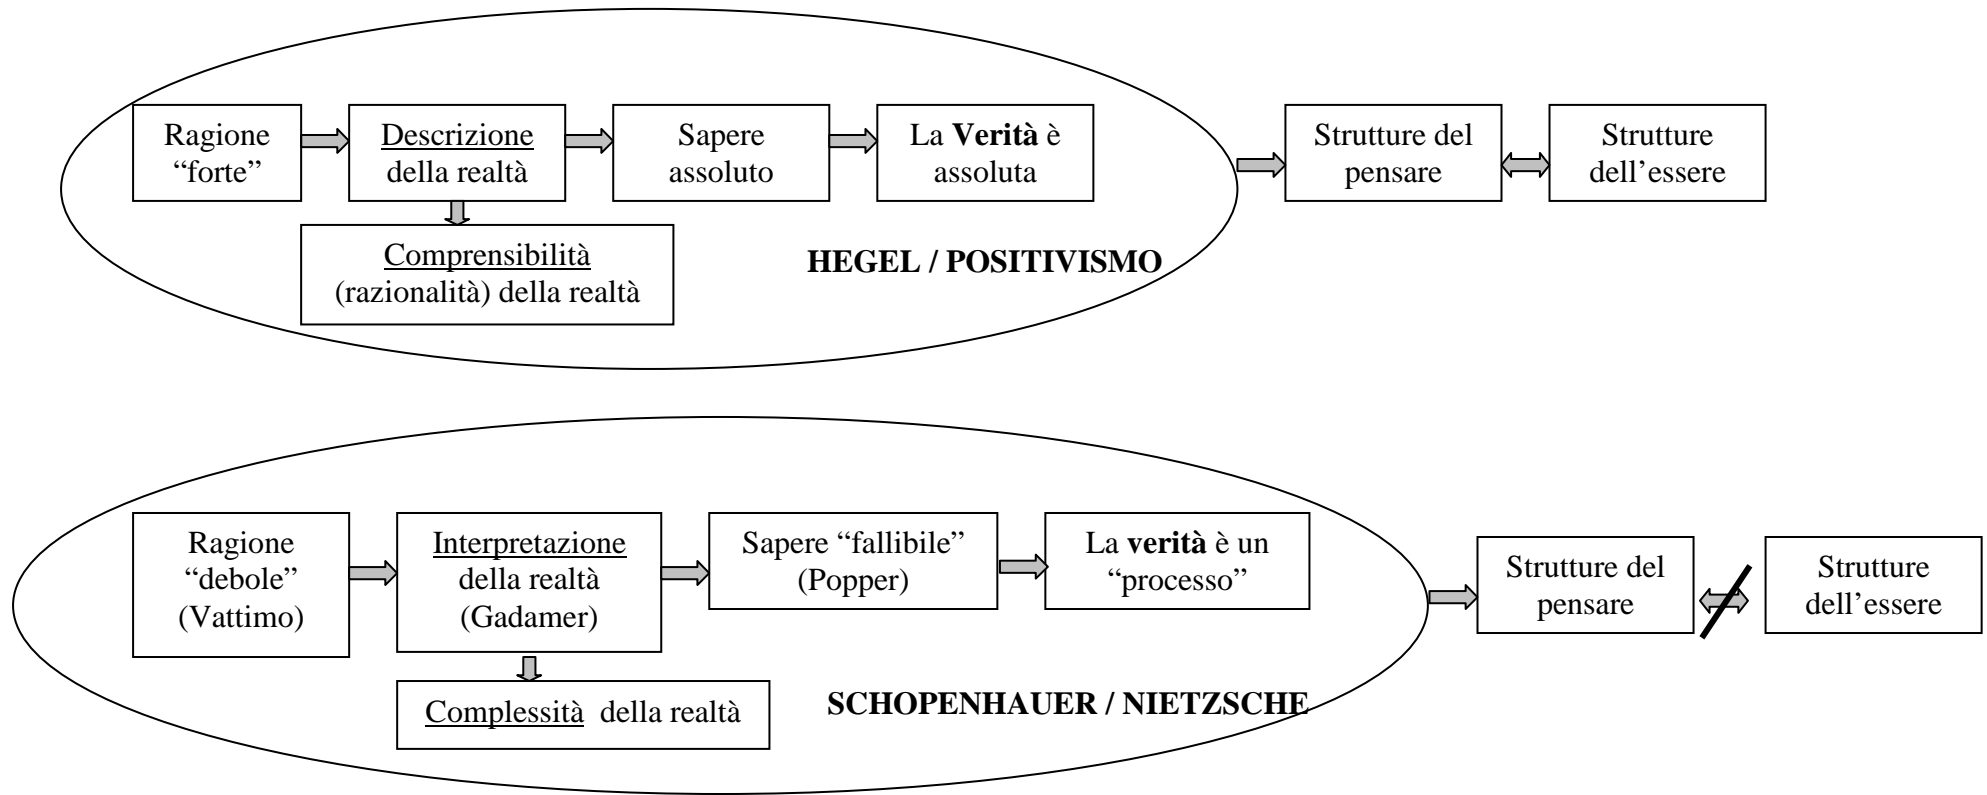 Ragione
“forte”
Descrizione
della realtà
Sapere
assoluto
La Verità è
assoluta
Strutture del
pensare
Strutture
dell’essere
Comprensibilità
(razionalità) della realtà
HEGEL / POSITIVISMO
Ragione
“debole”
(Vattimo)
Interpretazione
della realtà
(Gadamer)
Sapere “fallibile”
(Popper)
La verità è un
“processo”
Strutture del
pensare
Strutture
dell’essere
Complessità della realtà
SCHOPENHAUER / NIETZSCHE